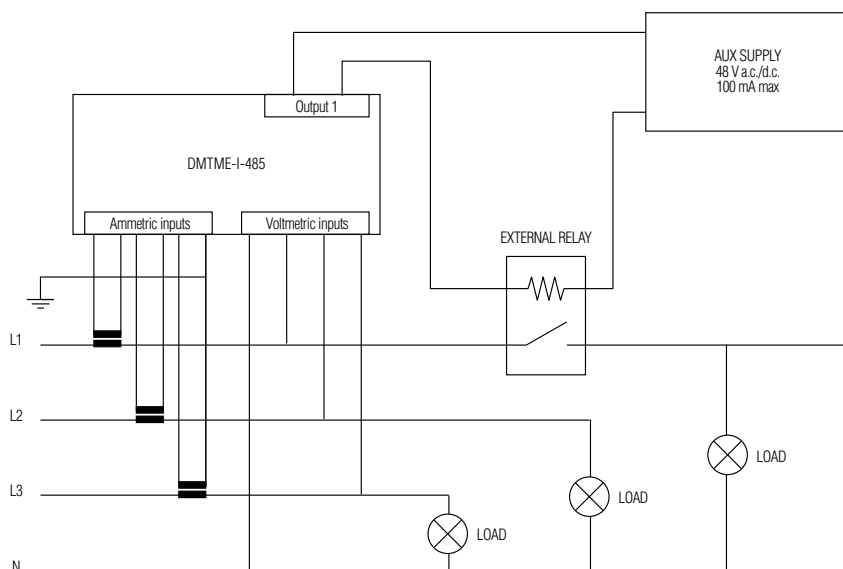 AUX SUPPLY
48 V a.c./d.c.
100 mA max
Output 1
DMTME-I-485
Ammetric inputs
Voltmetric inputs
EXTERNAL RELAY
L1
L2
LOAD
L3
LOAD
LOAD
N